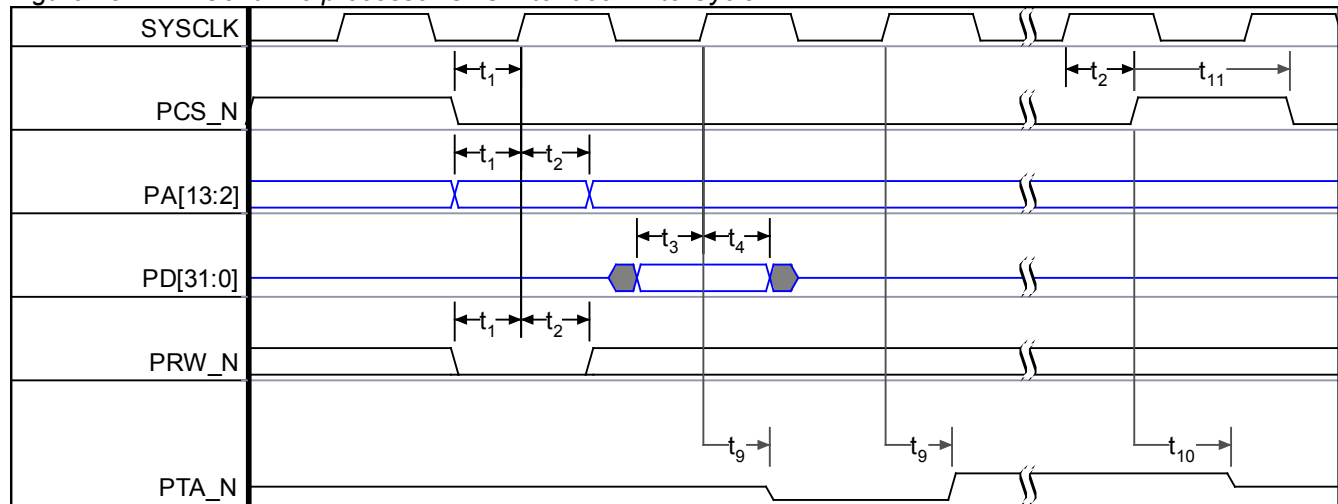 SYSCLK
t1
t2
t11
PCS_N
t1
t2
PA[13:2]
t3
t4
PD[31:0]
t1
t2
PRW_N
t9
t9
t10
PTA_N